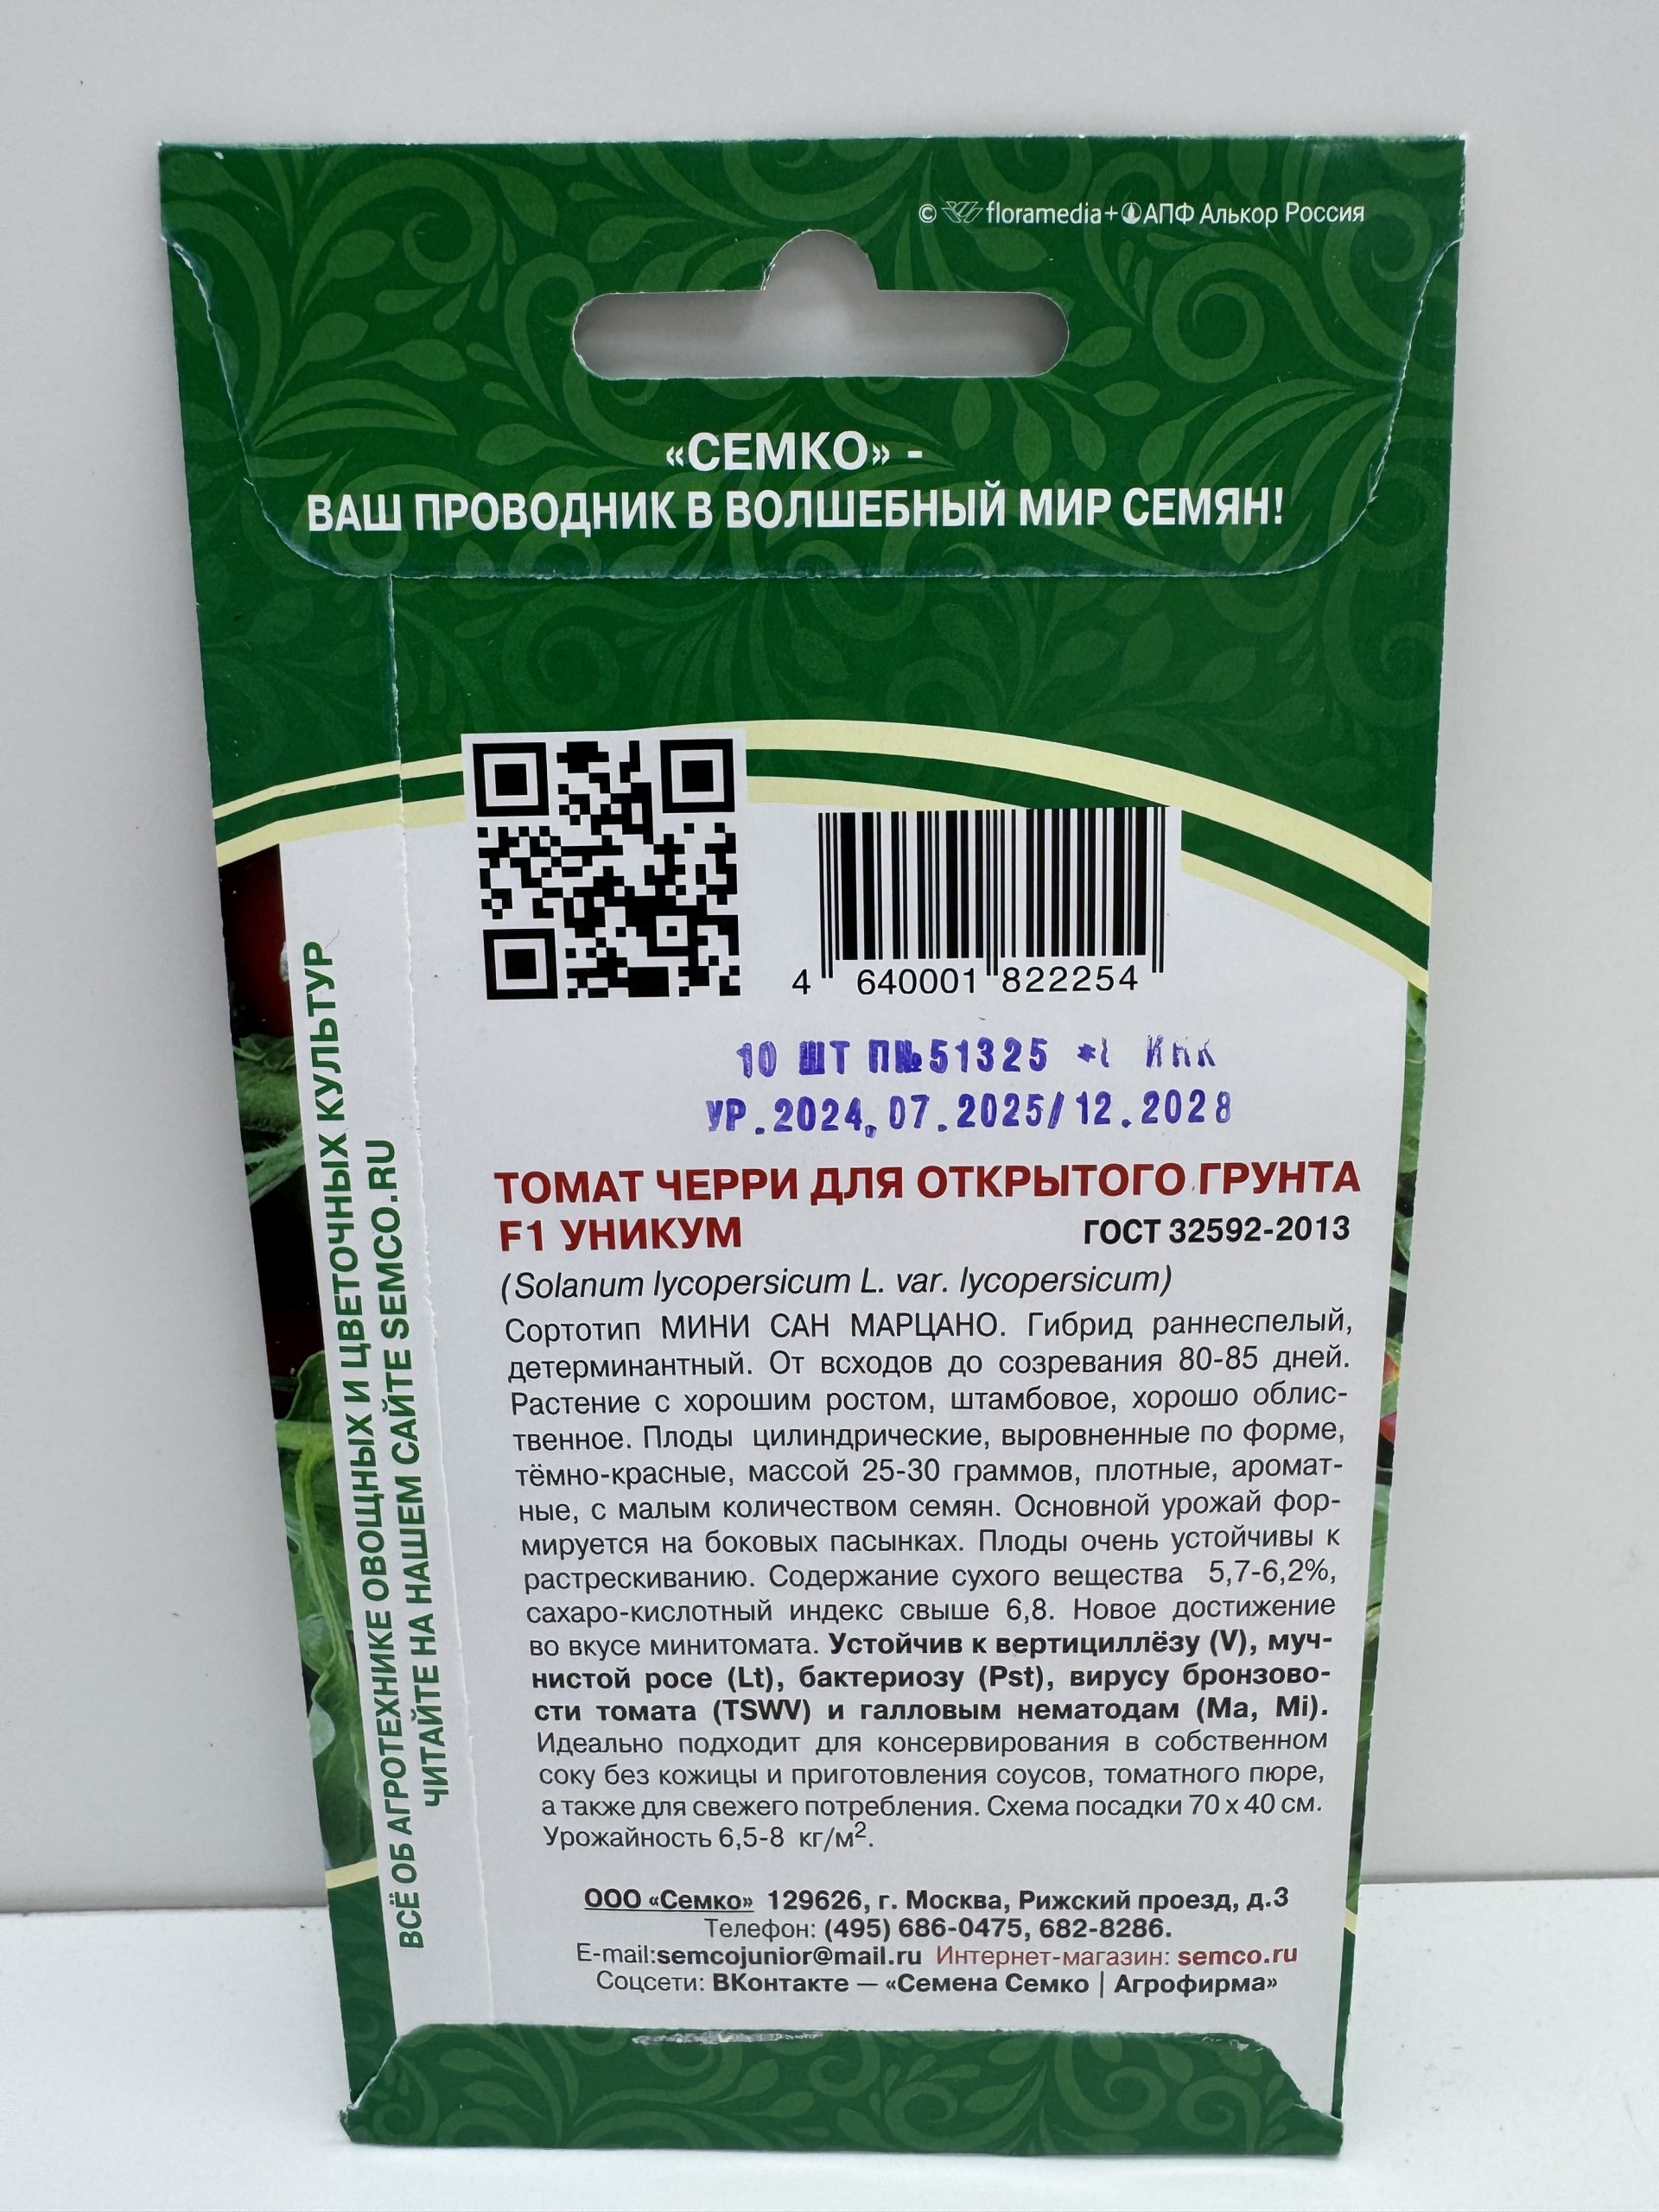 © floramedia+ АПФ Алькор Россия
«СЕМКО» -
ВАШ ПРОВОДНИК В ВОЛШЕБНЫЙ МИР СЕМЯН!
4 640001 822254
10 ШТ П№51325
УР.2024, 07.2025/12.2028
ТОМАТ ЧЕРРИ ДЛЯ ОТКРЫТОГО ГРУНТА
F1 УНИКУМ ГОСТ 32592-2013
(Solanum lycopersicum L. var. lycopersicum)
Сортотип МИНИ САН МАРЦАНО. Гибрид раннеспелый,
детерминантный. От всходов до созревания 80-85 дней.
Растение с хорошим ростом, штамбовое, хорошо облис-
твенное. Плоды цилиндрические, выровненные по форме,
тёмно-красные, массой 25-30 граммов, плотные, аромат-
ные, с малым количеством семян. Основной урожай фор-
мируется на боковых пасынках. Плоды очень устойчивы к
растрескиванию. Содержание сухого вещества 5,7-6,2%,
сахаро-кислотный индекс свыше 6,8. Новое достижение
во вкусе минитомата. Устойчив к вертициллёзу (V), муч-
нистой росе (Lt), бактериозу (Pst), вирусу бронзово-
сти томата (TSWV) и галловым нематодам (Ma, Mi).
Идеально подходит для консервирования в собственном
соку без кожицы и приготовления соусов, томатного пюре,
а также для свежего потребления. Схема посадки 70 х 40 см.
Урожайность 6,5-8 кг/м².
ООО «Семко» 129626, г. Москва, Рижский проезд, д.3
Телефон: (495) 686-0475, 682-8286.
E-mail:semcojunior@mail.ru Интернет-магазин: semco.ru
Соцсети: ВКонтакте — «Семена Семко | Агрофирма»
ВСЁ ОБ АГРОТЕХНИКЕ ОВОЩНЫХ И ЦВЕТОЧНЫХ КУЛЬТУР
ЧИТАЙТЕ НА НАШЕМ САЙТЕ SEMCO.RU